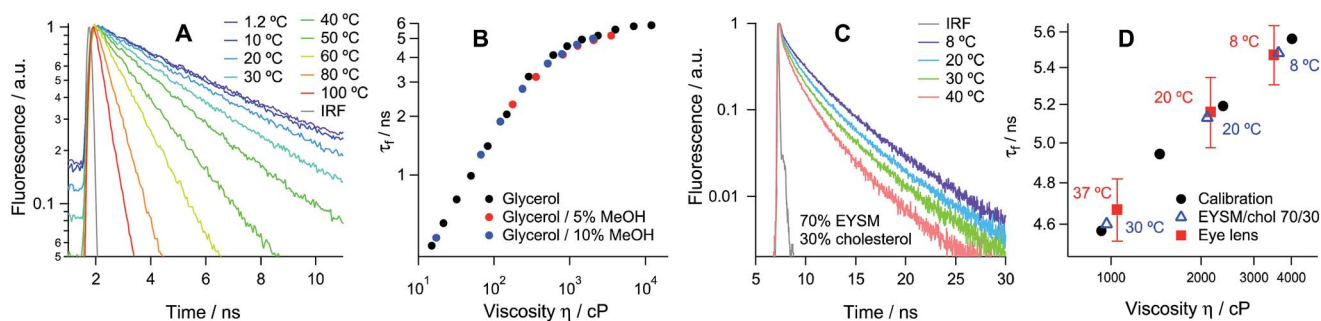 A
1.2 ºC
10 ºC
20 ºC
30 ºC
40 ºC
50 ºC
60 ºC
80 ºC
100 ºC
IRF
Fluorescence / a.u.
1
0.1
5
2
4
6
8
10
Time / ns
B
τf / ns
6
5
4
3
2
1
Glycerol
Glycerol / 5% MeOH
Glycerol / 10% MeOH
10¹
10²
10³
10⁴
Viscosity η / cP
C
IRF
8 ºC
20 ºC
30 ºC
40 ºC
Fluorescence / a.u.
1
0.1
0.01
70% EYSM
30% cholesterol
5
10
15
20
25
30
Time / ns
D
τf / ns
5.6
5.4
5.2
5.0
4.8
4.6
8 ºC
8 ºC
20 ºC
20 ºC
37 ºC
30 ºC
Calibration
EYSM/chol 70/30
Eye lens
1000
2000
3000
4000
Viscosity η / cP